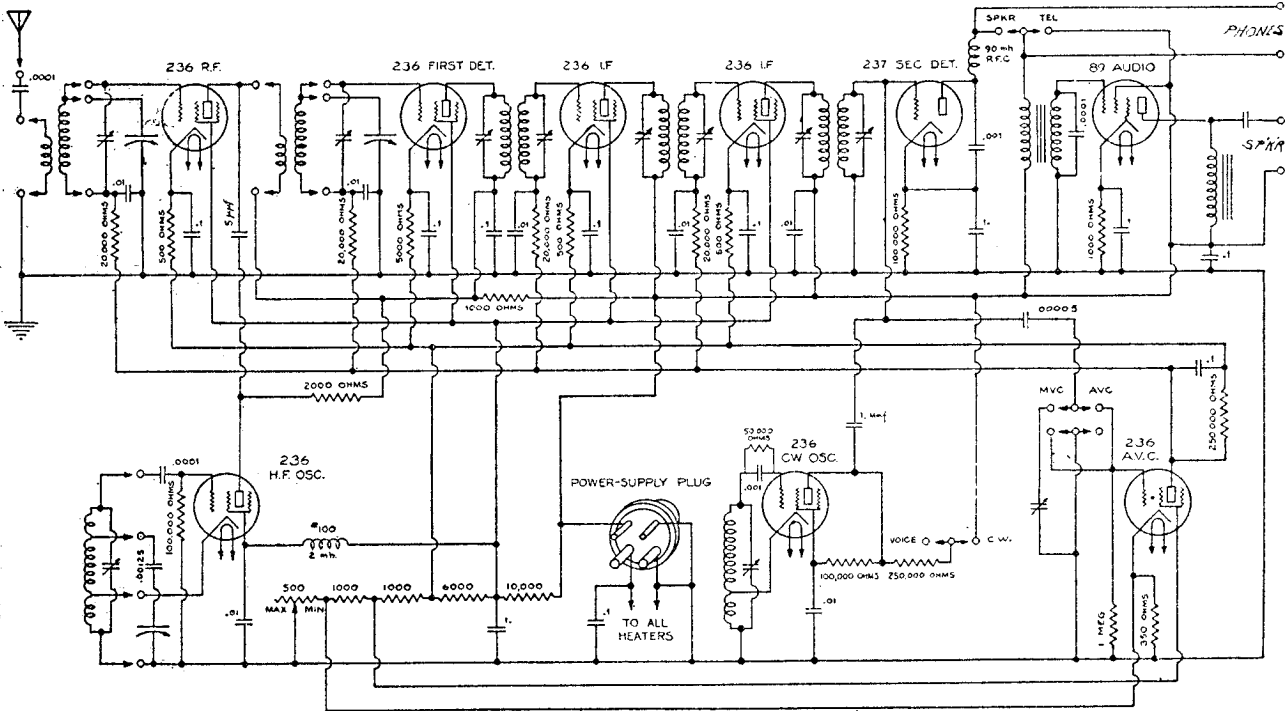 SPKR
TEL
PHONES
90 mh
R.F.C
.0001
236 R.F.
236 FIRST DET.
236 I.F
236 I.F
237 SEC DET.
89 AUDIO
.0001
SPKR
.001
.01
.01
20,000 OHMS
500 OHMS
.1
5 μμf
20,000 OHMS
5000 OHMS
.1
.1
.01
20,000 OHMS
500 OHMS
.1
.01
20,000 OHMS
500 OHMS
.1
.01
100,000 OHMS
1.
1000 OHMS
.1
.1
1000 OHMS
.00005
2000 OHMS
.1
250,000 OHMS
MVC
AVC
1. mmf
50,000
OHMS
236
CW OSC.
236
A.V.C.
.0001
236
H.F. OSC.
POWER-SUPPLY PLUG
.001
100,000 OHMS
.00125
#100
2 mh.
VOICE
C.W.
100,000 OHMS
250,000 OHMS
500
1000
1000
6000
10,000
MAX
MIN
.01
1.
.1
TO ALL
HEATERS
.01
1 MEG
350 OHMS